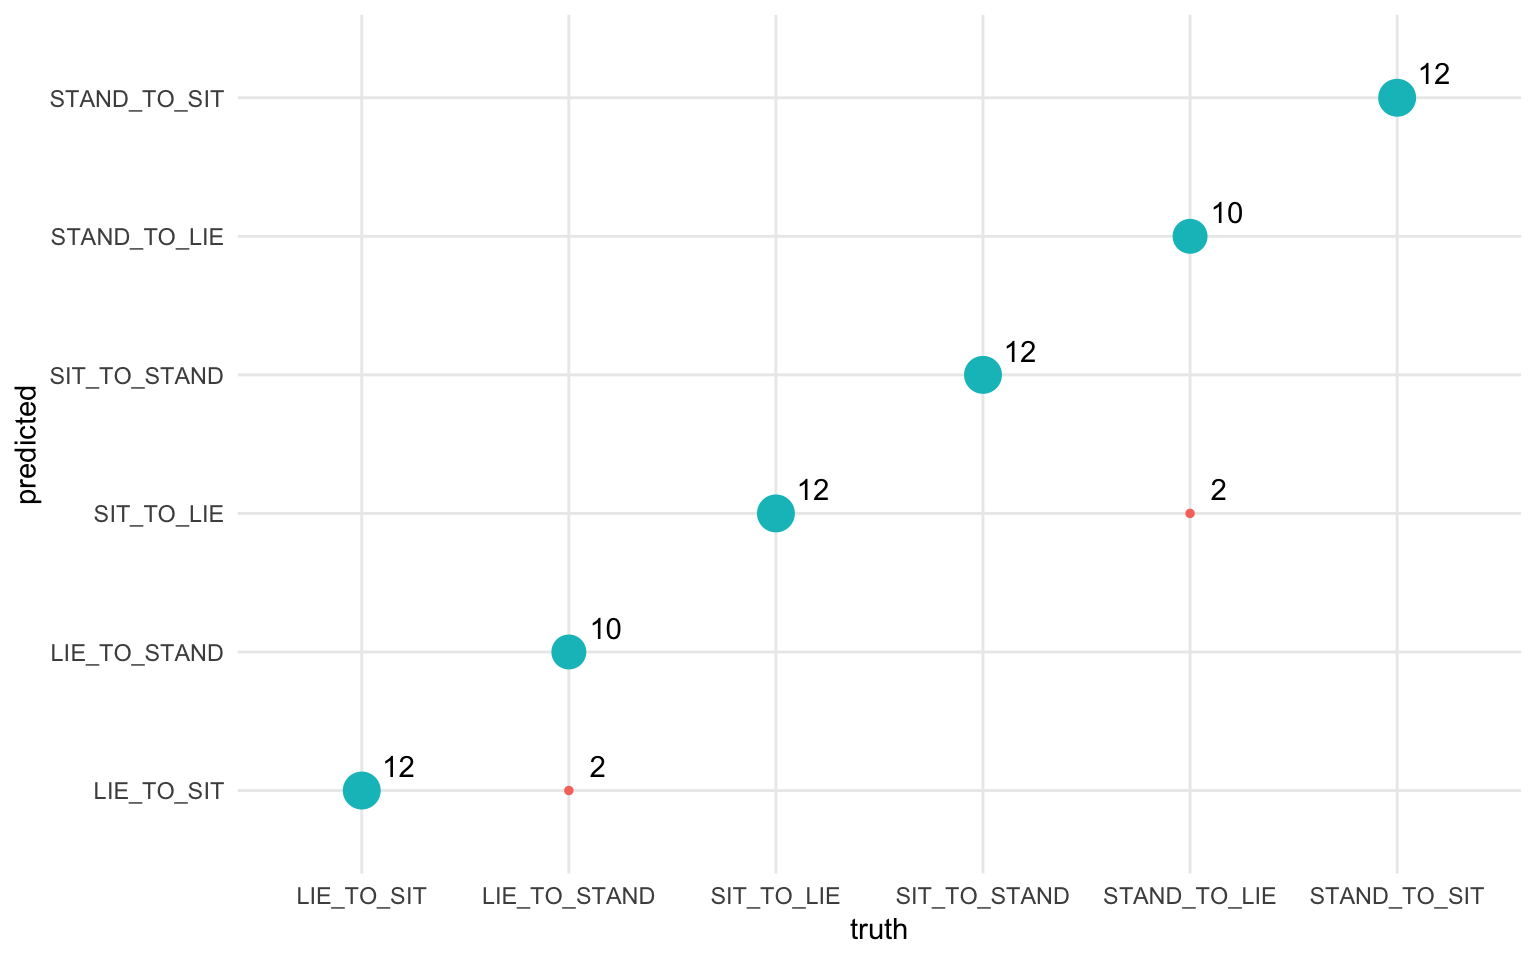 STAND_TO_SIT
12
STAND_TO_LIE
10
SIT_TO_STAND
12
SIT_TO_LIE
12
2
LIE_TO_STAND
10
LIE_TO_SIT
12
2
predicted
LIE_TO_SIT
LIE_TO_STAND
SIT_TO_LIE
SIT_TO_STAND
STAND_TO_LIE
STAND_TO_SIT
truth